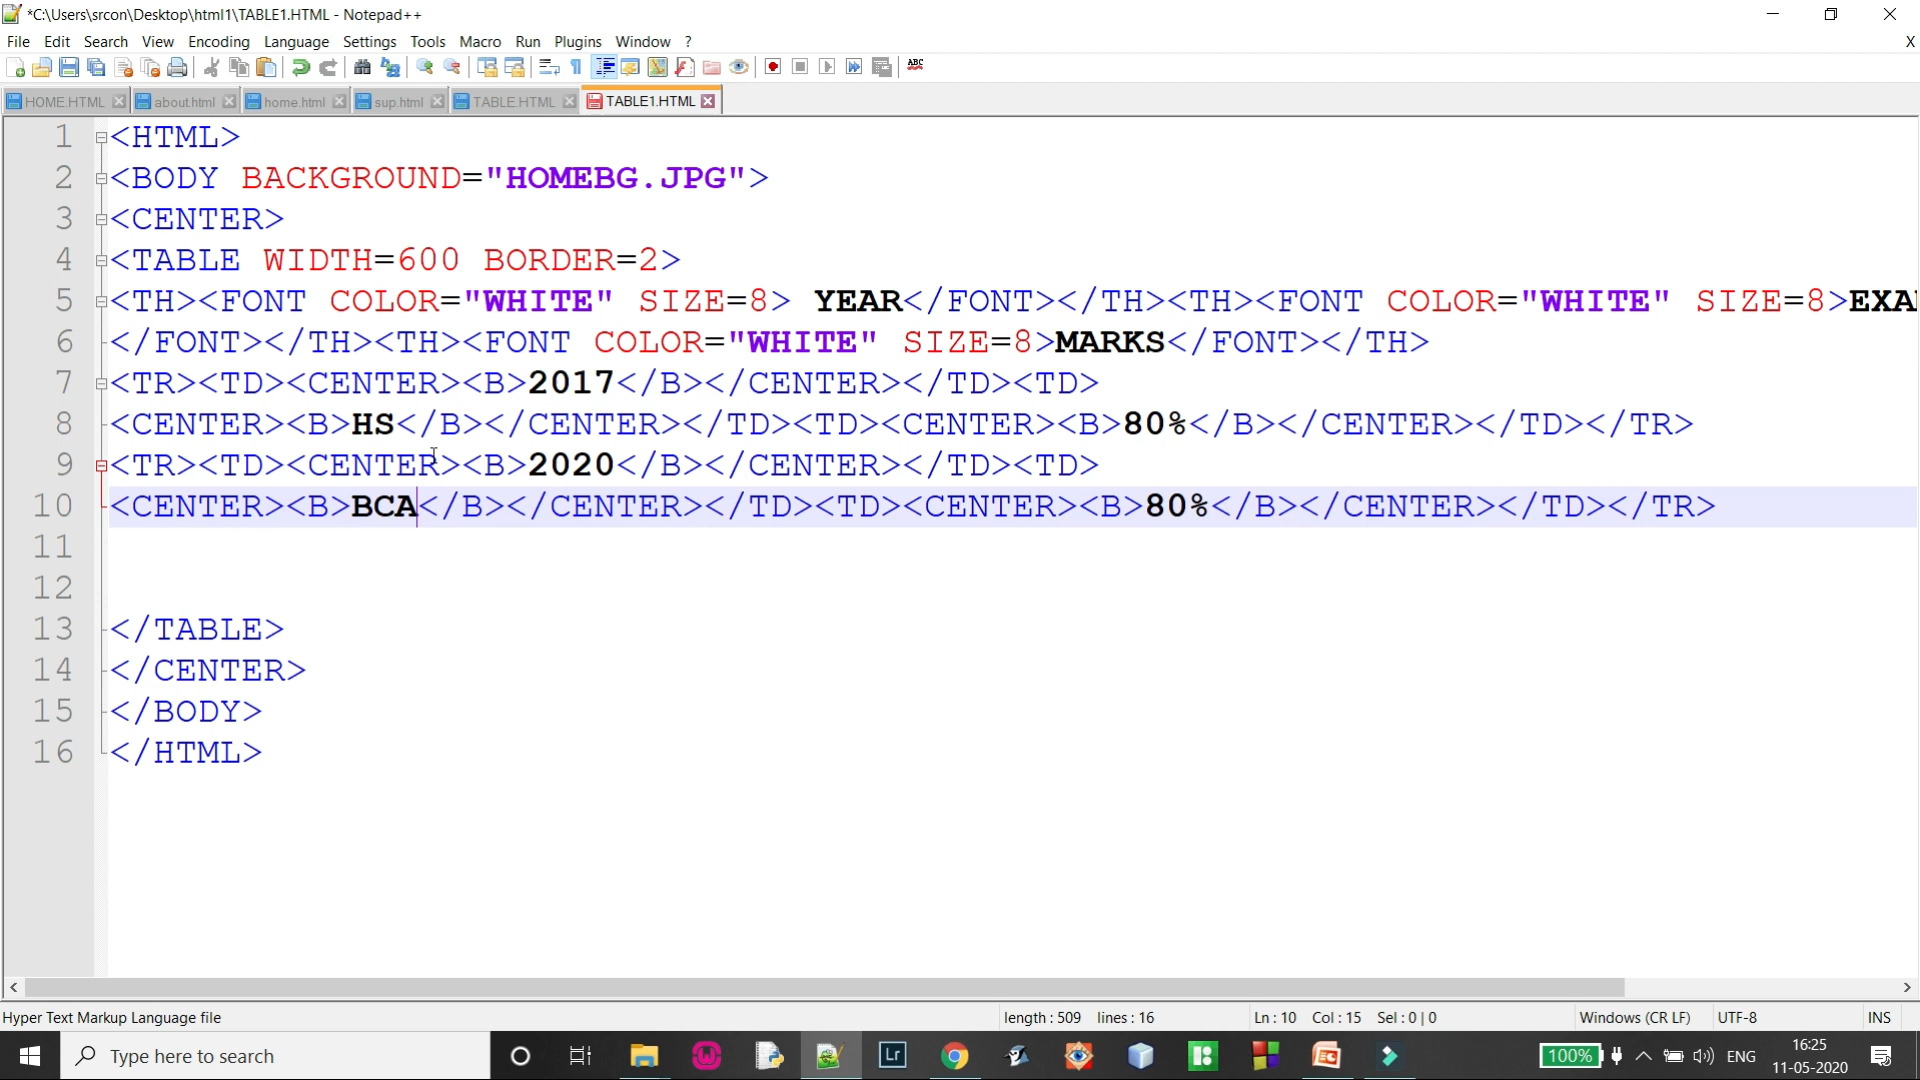 *C:\Users\srcon\Desktop\html1\TABLE1.HTML - Notepad++
File Edit Search View Encoding Language Settings Tools Macro Run Plugins Window ? X
ABC
HOME.HTML about.html home.html sup.html TABLE.HTML TABLE1.HTML
1 <HTML>
2 <BODY BACKGROUND="HOMEBG.JPG">
3 <CENTER>
4 <TABLE WIDTH=600 BORDER=2>
5 <TH><FONT COLOR="WHITE" SIZE=8> YEAR</FONT></TH><TH><FONT COLOR="WHITE" SIZE=8>EXA
6 </FONT></TH><TH><FONT COLOR="WHITE" SIZE=8>MARKS</FONT></TH>
7 <TR><TD><CENTER><B>2017</B></CENTER></TD><TD>
8 <CENTER><B>HS</B></CENTER></TD><TD><CENTER><B>80%</B></CENTER></TD></TR>
9 <TR><TD><CENTER><B>2020</B></CENTER></TD><TD>
10 <CENTER><B>BCA</B></CENTER></TD><TD><CENTER><B>80%</B></CENTER></TD></TR>
11
12
13 </TABLE>
14 </CENTER>
15 </BODY>
16 </HTML>
Hyper Text Markup Language file length : 509 lines : 16 Ln : 10 Col : 15 Sel : 0 | 0 Windows (CR LF) UTF-8 INS
Type here to search Lr 100% ENG 16:25
11-05-2020